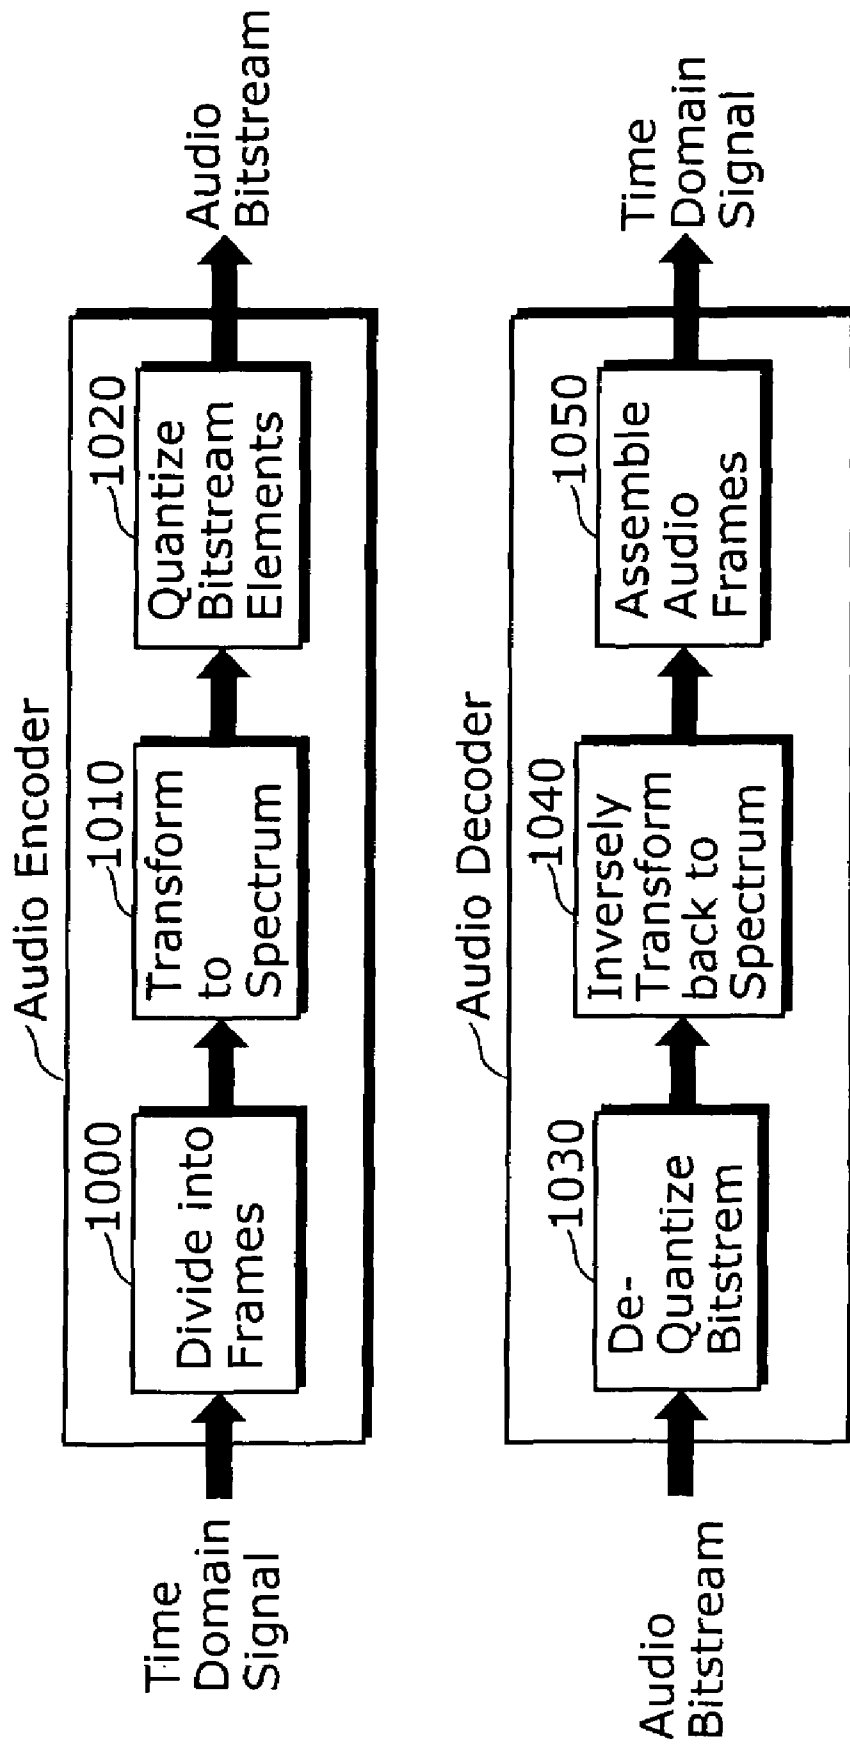 Audio Encoder
Time
Domain
Signal
1000
Divide into
Frames
1010
Transform
to
Spectrum
1020
Quantize
Bitstream
Elements
Audio
Bitstream
Audio Decoder
Audio
Bitstream
1030
De-
Quantize
Bitstrem
1040
Inversely
Transform
back to
Spectrum
1050
Assemble
Audio
Frames
Time
Domain
Signal